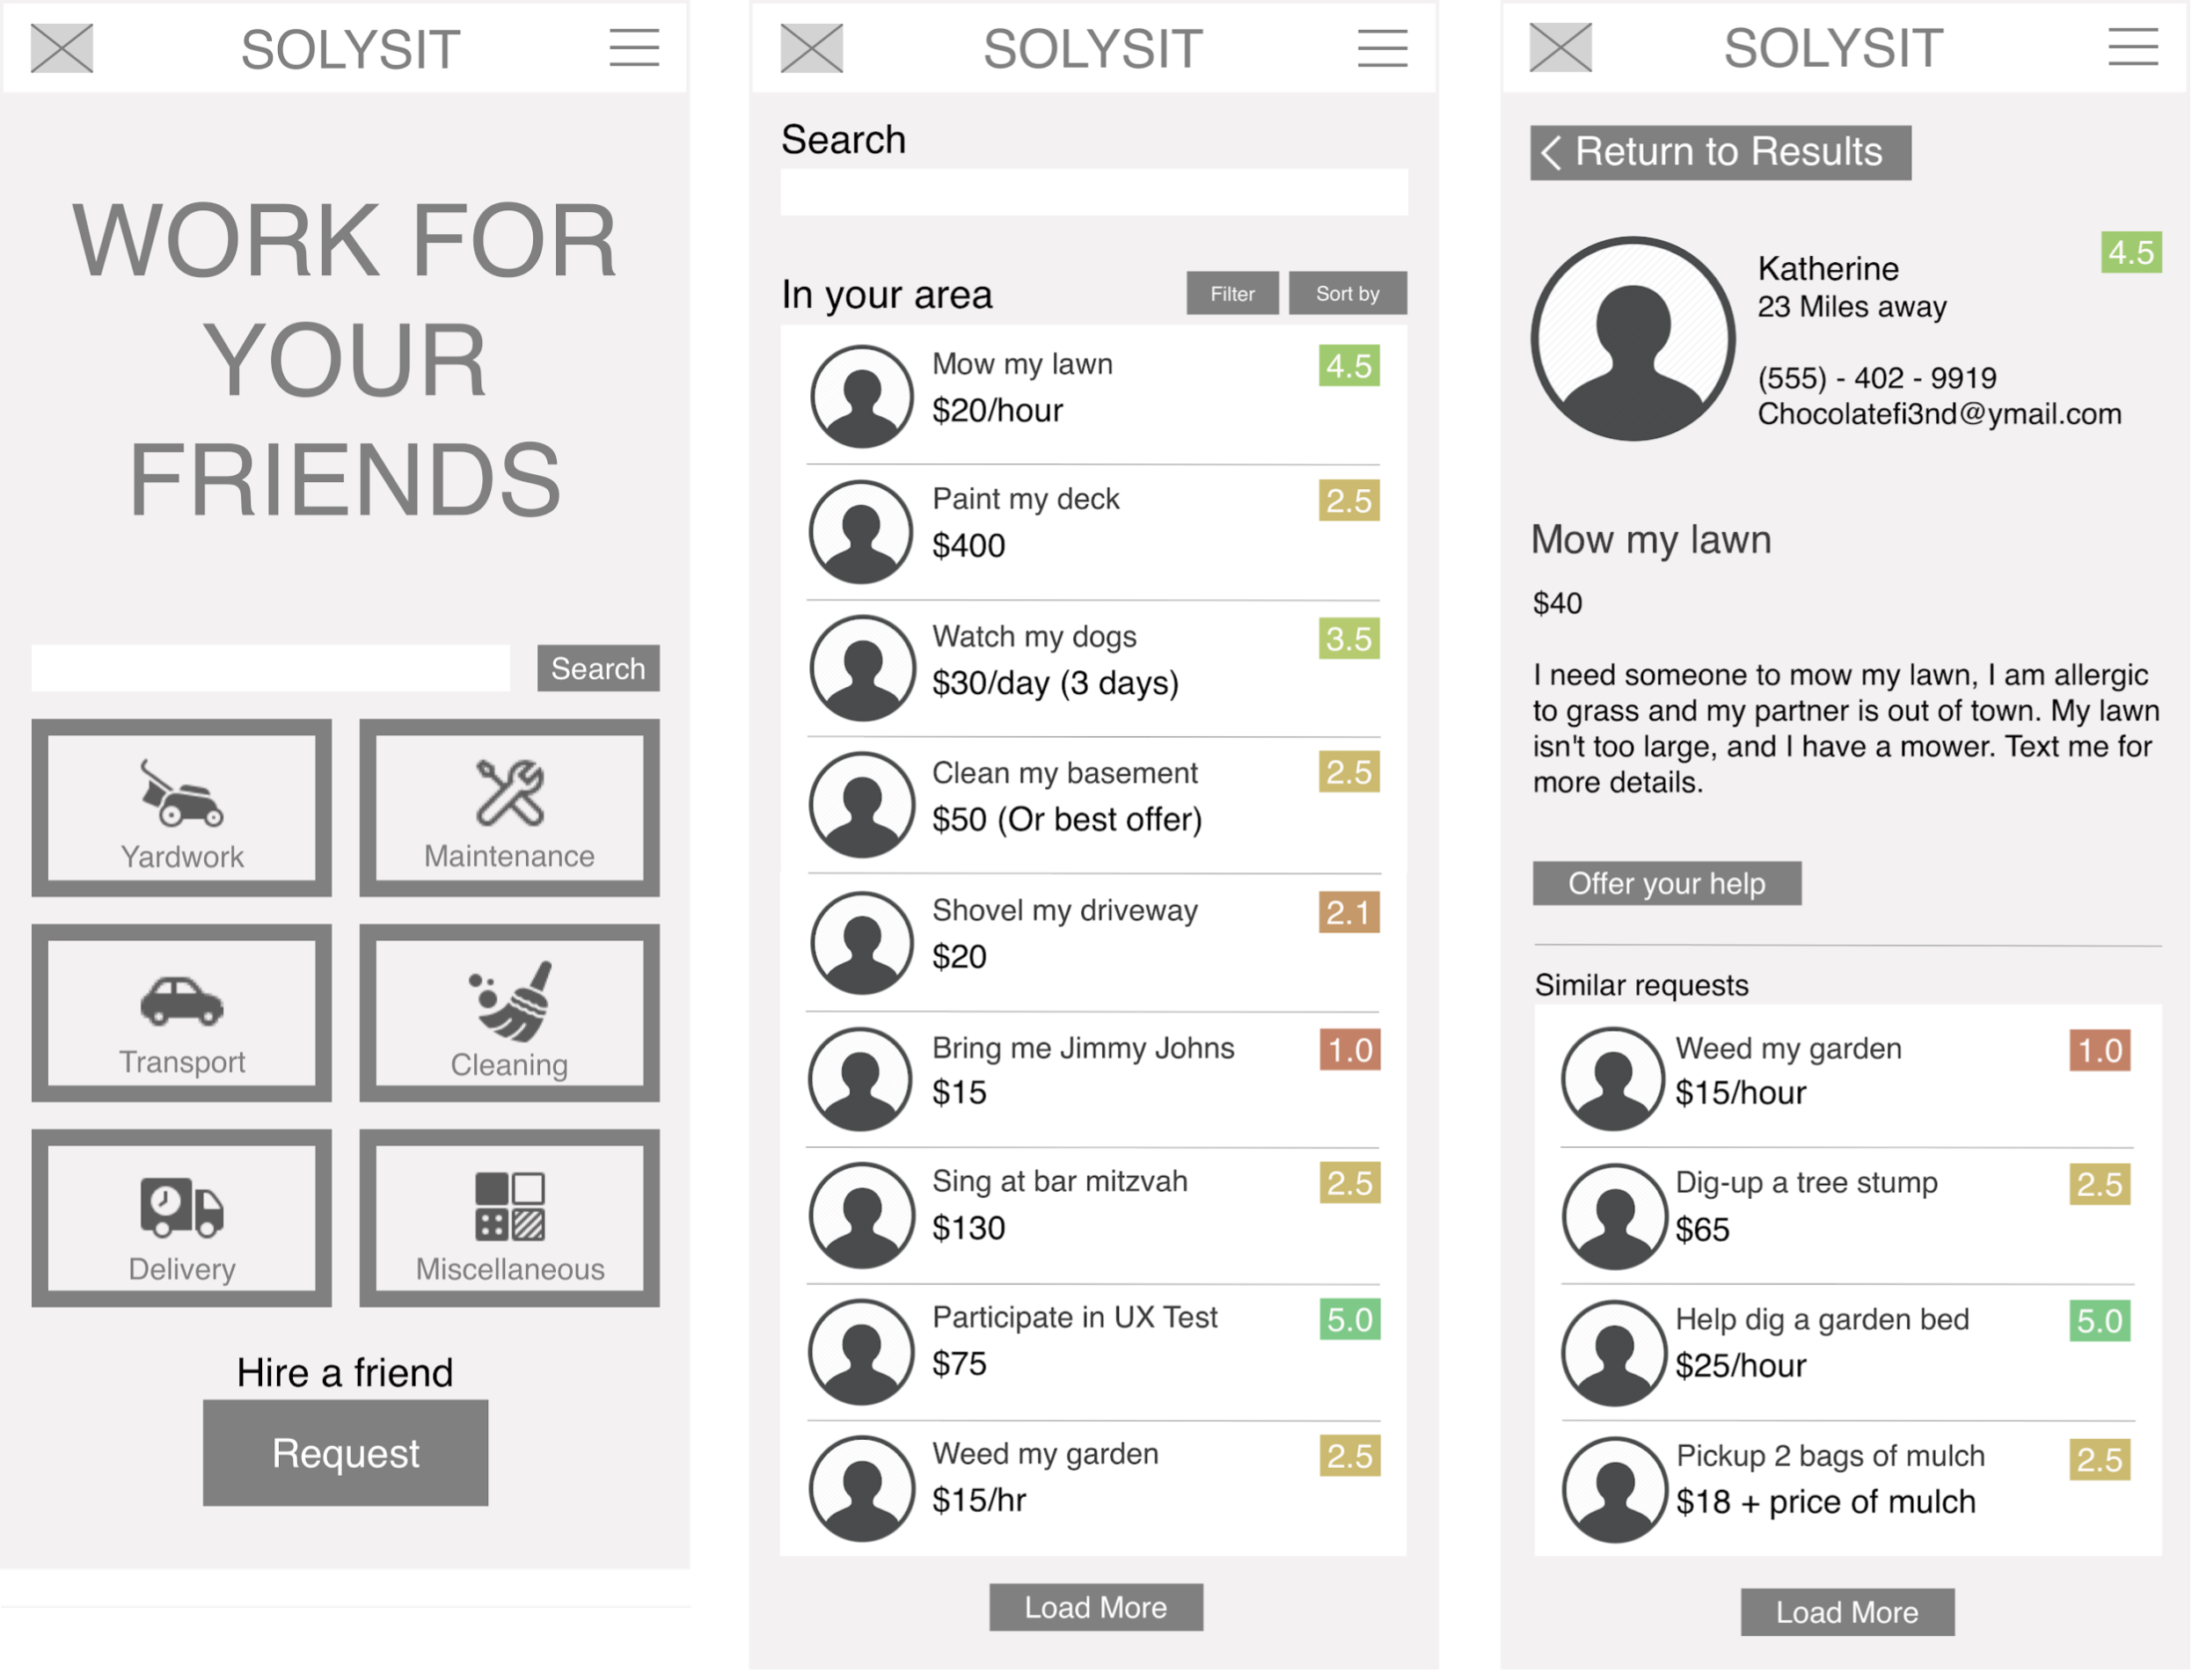 SOLYSIT
WORK FOR
YOUR
FRIENDS
Search
Yardwork
Maintenance
Transport
Cleaning
Delivery
Miscellaneous
Hire a friend
Request
SOLYSIT
Search
In your area
Filter
Sort by
Mow my lawn
4.5
$20/hour
Paint my deck
2.5
$400
Watch my dogs
3.5
$30/day (3 days)
Clean my basement
2.5
$50 (Or best offer)
Shovel my driveway
2.1
$20
Bring me Jimmy Johns
1.0
$15
Sing at bar mitzvah
2.5
$130
Participate in UX Test
5.0
$75
Weed my garden
2.5
$15/hr
Load More
SOLYSIT
Return to Results
Katherine
4.5
23 Miles away
(555) - 402 - 9919
Chocolatefi3nd@ymail.com
Mow my lawn
$40
I need someone to mow my lawn, I am allergic
to grass and my partner is out of town. My lawn
isn't too large, and I have a mower. Text me for
more details.
Offer your help
Similar requests
Weed my garden
1.0
$15/hour
Dig-up a tree stump
2.5
$65
Help dig a garden bed
5.0
$25/hour
Pickup 2 bags of mulch
2.5
$18 + price of mulch
Load More